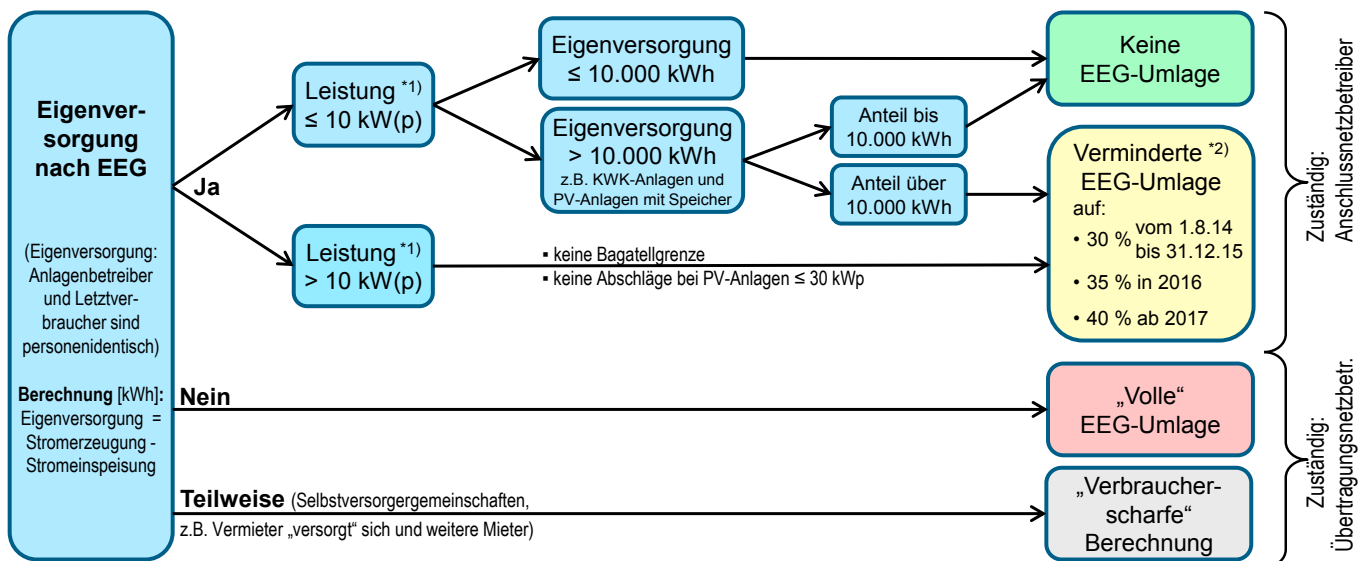 Eigenver-
sorgung
nach EEG
(Eigenversorgung:
Anlagenbetreiber
und Letztver-
braucher sind
personenidentisch)
Berechnung [kWh]:
Eigenversorgung =
Stromerzeugung -
Stromeinspeisung
Ja
Leistung *1)
≤ 10 kW(p)
Eigenversorgung
≤ 10.000 kWh
Eigenversorgung
> 10.000 kWh
z.B. KWK-Anlagen und
PV-Anlagen mit Speicher
Anteil bis
10.000 kWh
Anteil über
10.000 kWh
Keine
EEG-Umlage
Leistung *1)
> 10 kW(p)
▪ keine Bagatellgrenze
▪ keine Abschläge bei PV-Anlagen ≤ 30 kWp
Verminderte *2)
EEG-Umlage
auf:
• 30 % vom 1.8.14
bis 31.12.15
• 35 % in 2016
• 40 % ab 2017
Nein
„Volle“
EEG-Umlage
Teilweise (Selbstversorgergemeinschaften,
z.B. Vermieter „versorgt“ sich und weitere Mieter)
„Verbraucher-
scharfe“
Berechnung
Zuständig:
Anschlussnetzbetreiber
Zuständig:
Übertragungsnetzbetr.